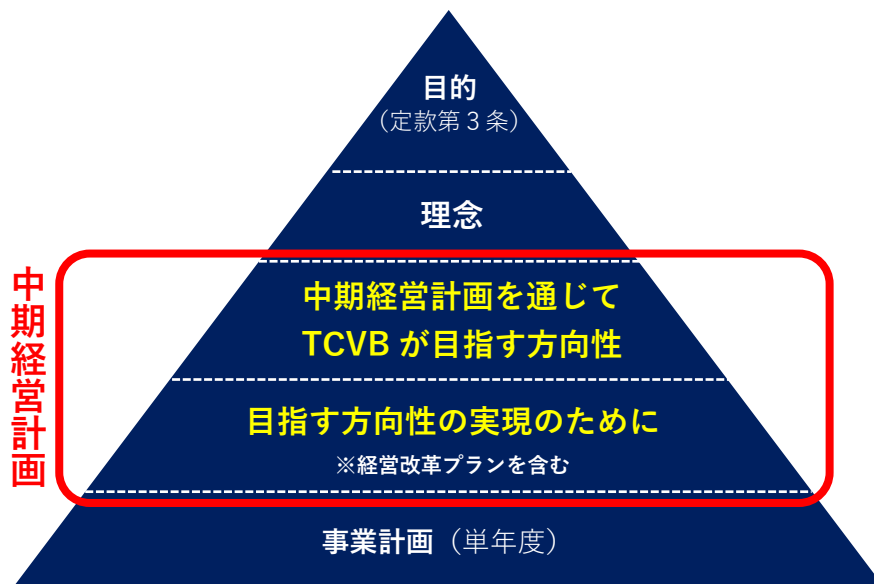 目的
（定款第３条）
理念
中期経営計画
中期経営計画を通じて
TCVB が目指す方向性
目指す方向性の実現のために
※経営改革プランを含む
事業計画（単年度）